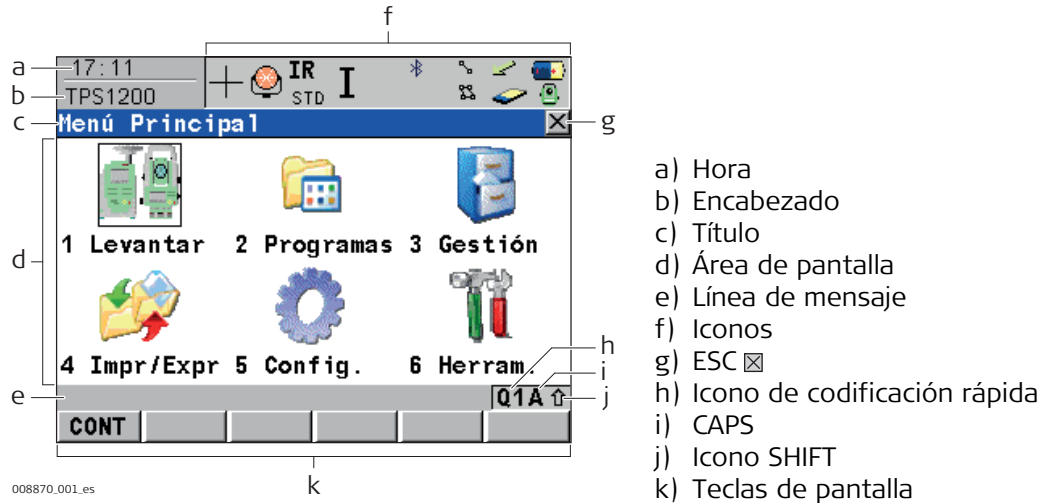 f
a
17:11
IR
STD
I
b
TPS1200
c
Menú Principal
g
d
1 Levantar 2 Programas 3 Gestión
4 Impr/Expr 5 Config. 6 Herram.
h
i
e
Q1A
j
CONT
k
008870_001_es
a) Hora
b) Encabezado
c) Título
d) Área de pantalla
e) Línea de mensaje
f) Iconos
g) ESC
h) Icono de codificación rápida
i) CAPS
j) Icono SHIFT
k) Teclas de pantalla